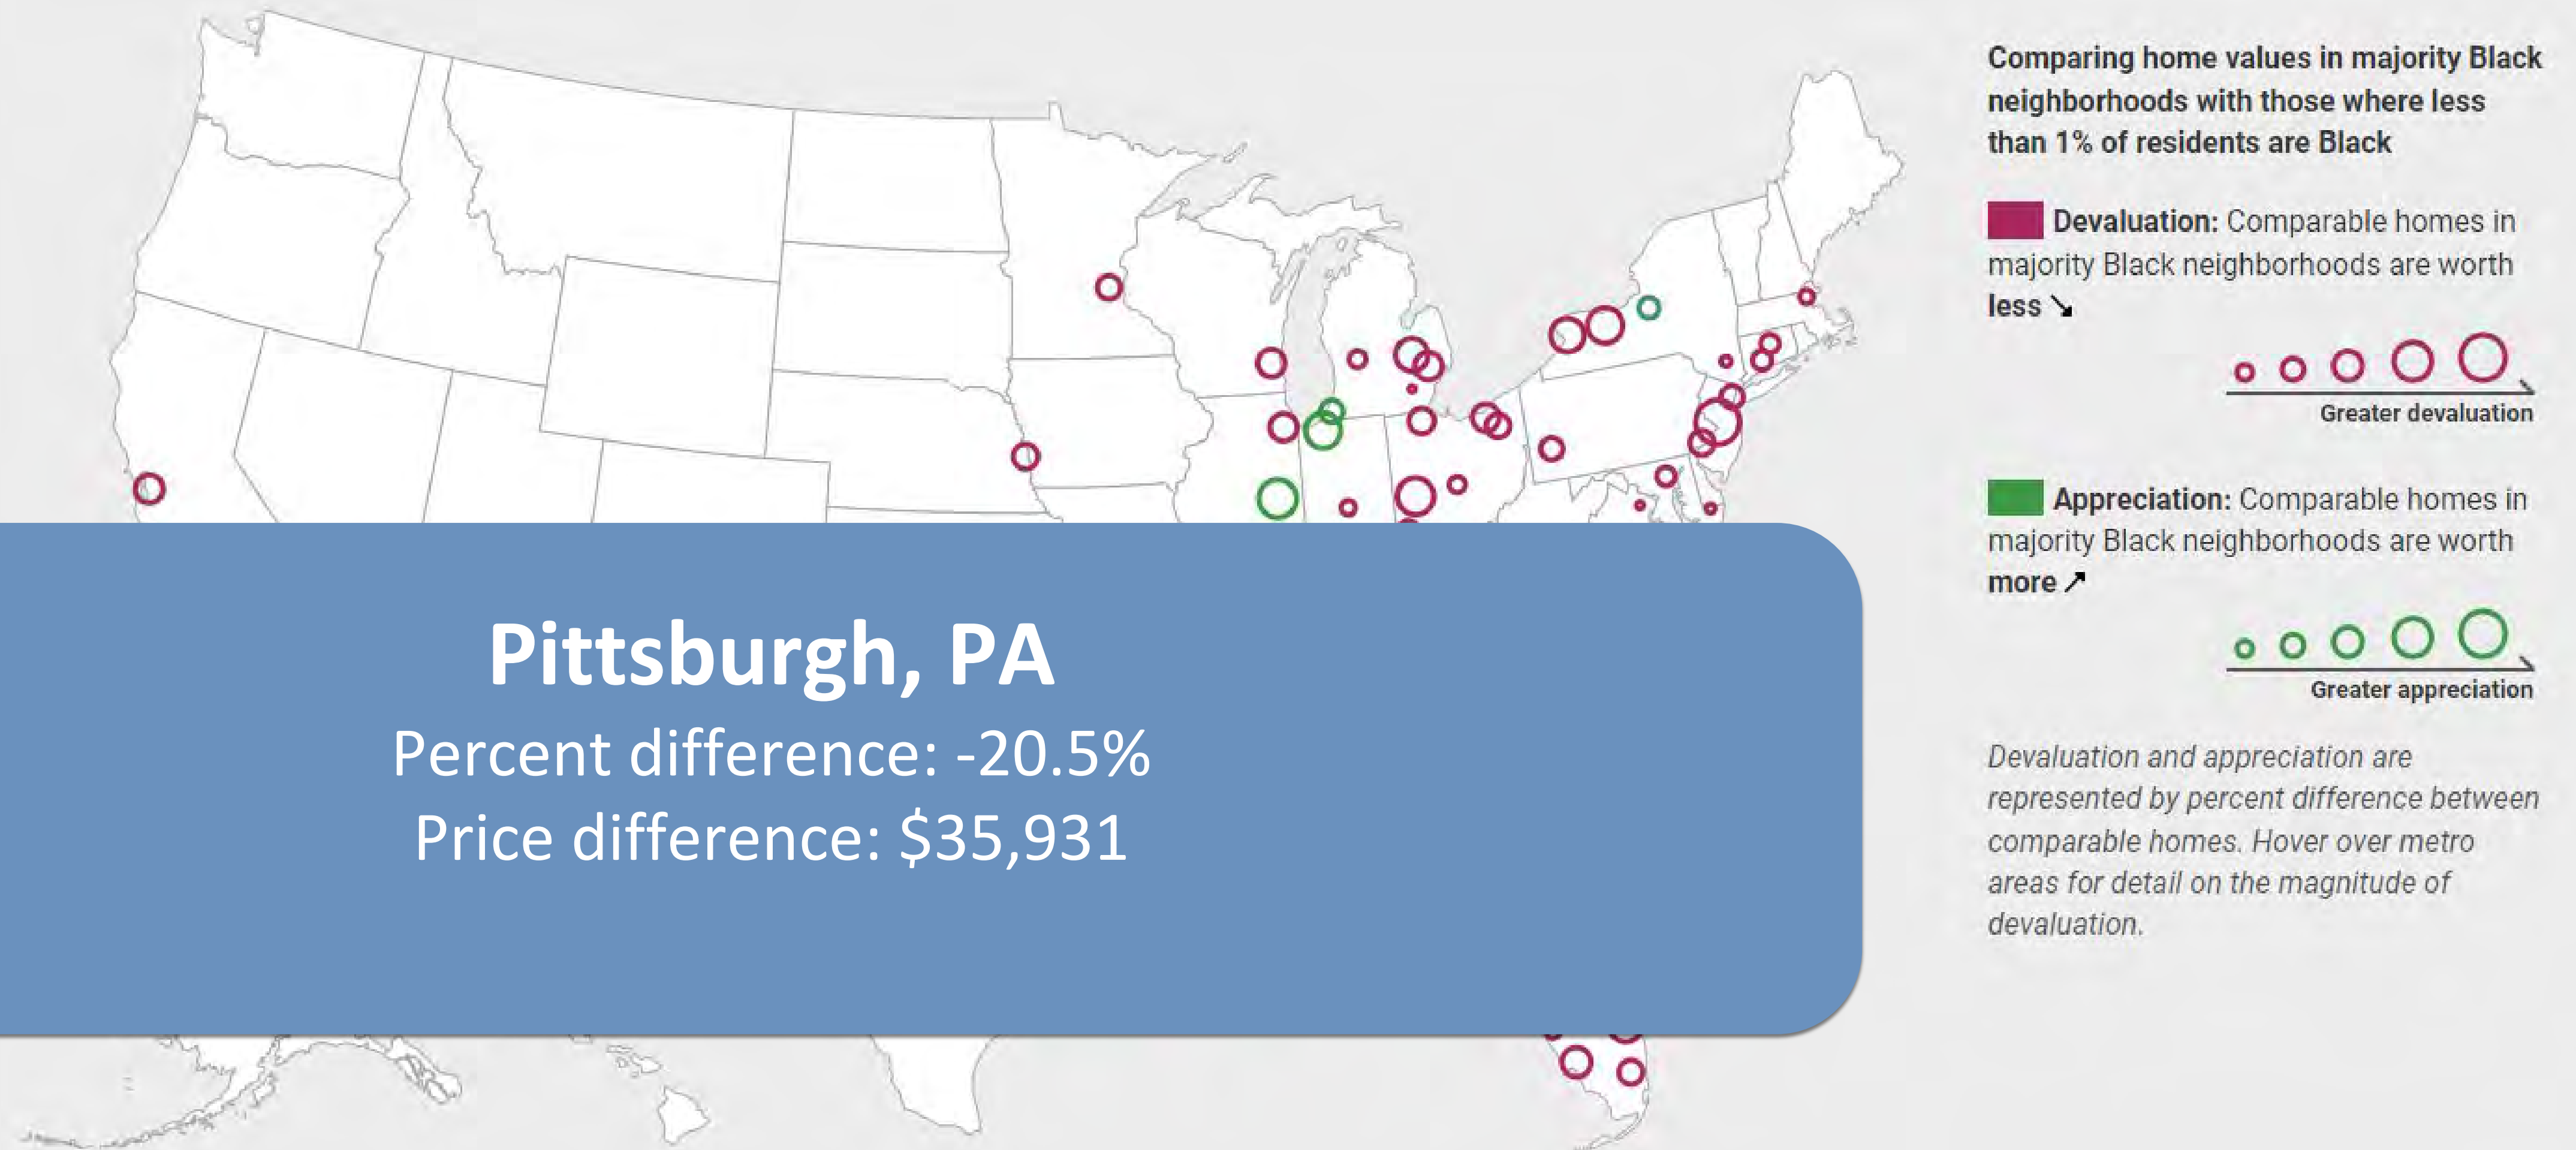 Comparing home values in majority Black
neighborhoods with those where less
than 1% of residents are Black
Devaluation: Comparable homes in
majority Black neighborhoods are worth
less ↘
Greater devaluation
Appreciation: Comparable homes in
majority Black neighborhoods are worth
more ↗
Greater appreciation
Devaluation and appreciation are
represented by percent difference between
comparable homes. Hover over metro
areas for detail on the magnitude of
devaluation.
Pittsburgh, PA
Percent difference: -20.5%
Price difference: $35,931